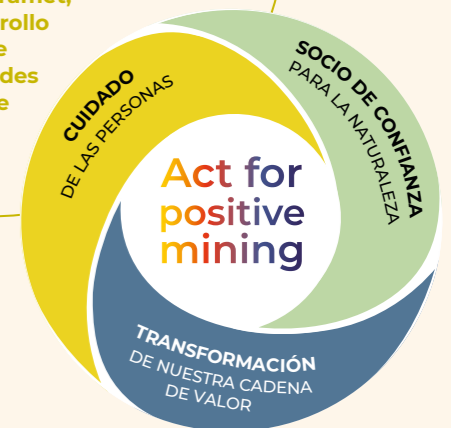 rollo
des
CUIDADO
DE LAS PERSONAS
SOCIO DE CONFIANZA
PARA LA NATURALEZA
Act for
positive
mining
TRANSFORMACIÓN
DE NUESTRA CADENA
DE VALOR